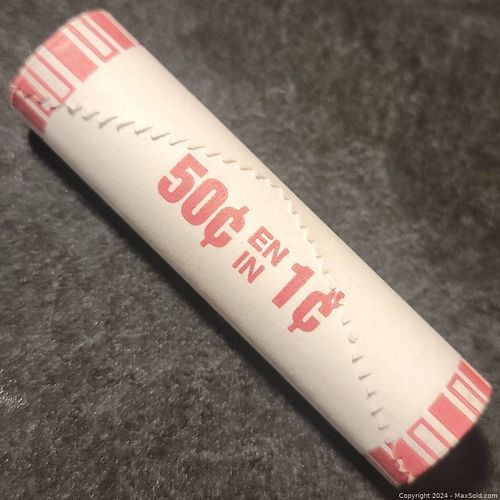 50¢ EN
IN 1¢
Copyright 2024 - MaxSold.com